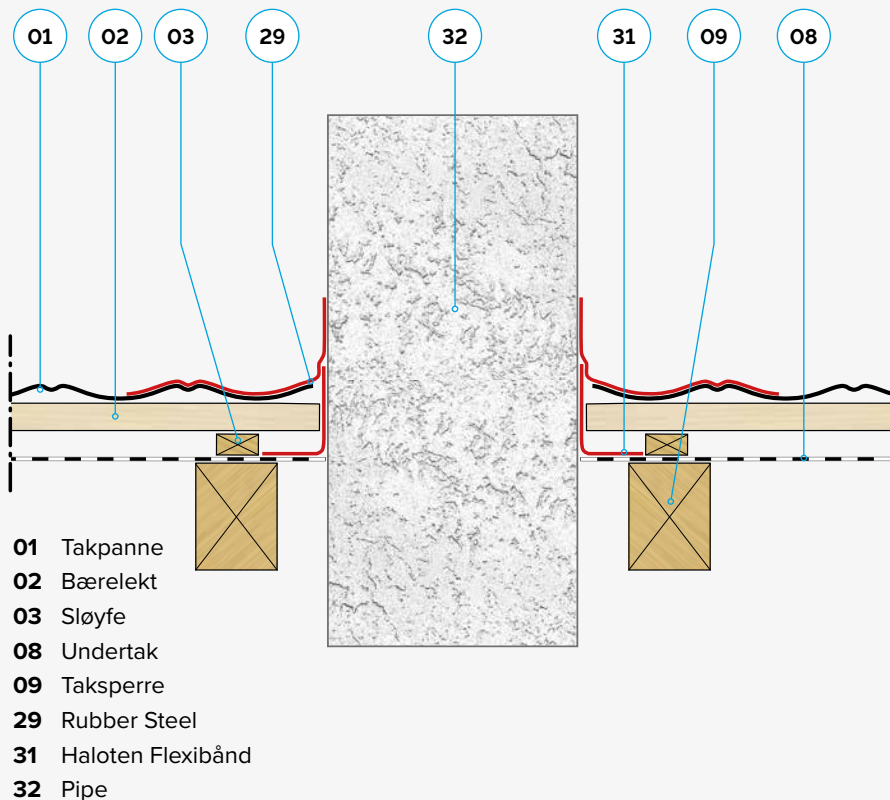 01 02 03 29 32 31 09 08
01 Takpanne
02 Bærelekt
03 Sløyfe
08 Undertak
09 Taksperre
29 Rubber Steel
31 Haloten Flexibånd
32 Pipe